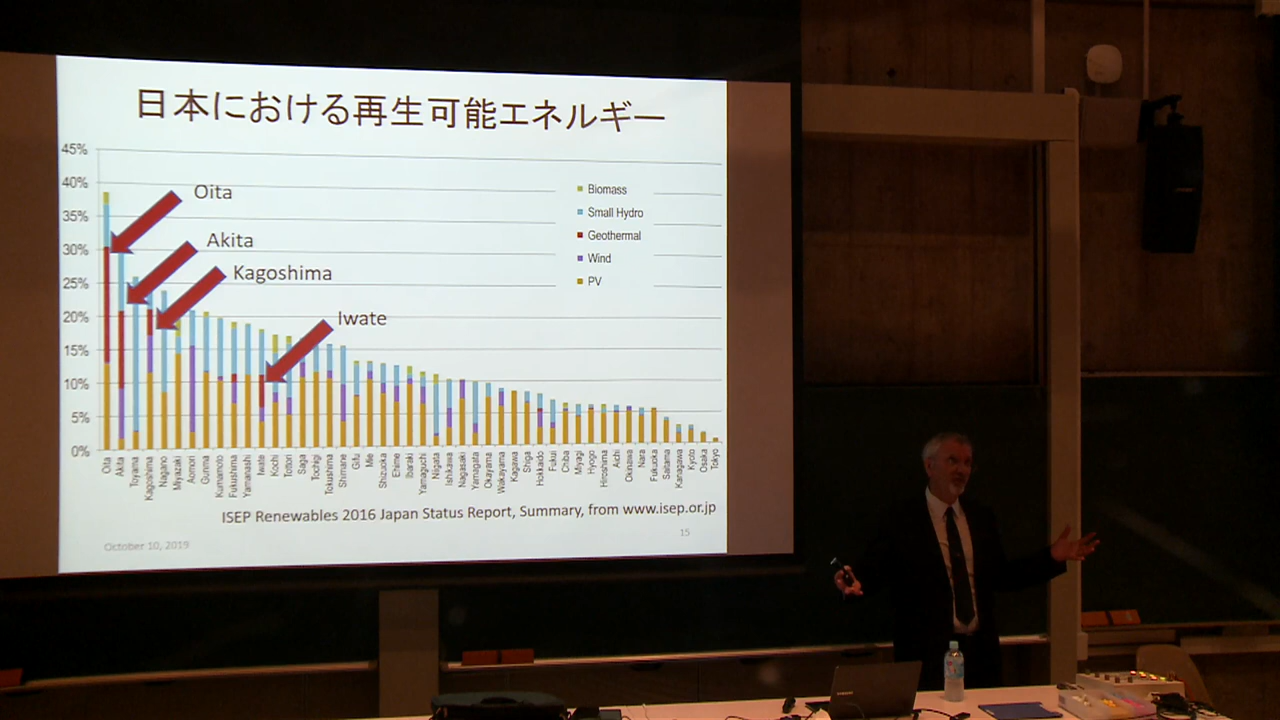 日本における再生可能エネルギー
45%
40%
35%
30%
25%
20%
15%
10%
5%
0%
Oita
Akita
Kagoshima
Iwate
Biomass
Small Hydro
Geothermal
Wind
PV
Oita
Akita
Toyama
Kagoshima
Nagano
Miyazaki
Aomori
Gunma
Kumamoto
Fukushima
Yamanashi
Iwate
Kochi
Tottori
Saga
Tochigi
Tokushima
Shimane
Gifu
Mie
Shizuoka
Ehime
Ibaraki
Yamaguchi
Niigata
Ishikawa
Nagasaki
Yamagata
Okayama
Wakayama
Kagawa
Shiga
Hokkaido
Fukui
Chiba
Miyagi
Hyogo
Hiroshima
Aichi
Okinawa
Nara
Fukuoka
Saitama
Kanagawa
Kyoto
Osaka
Tokyo
ISEP Renewables 2016 Japan Status Report, Summary, from www.isep.or.jp
October 10, 2019
15